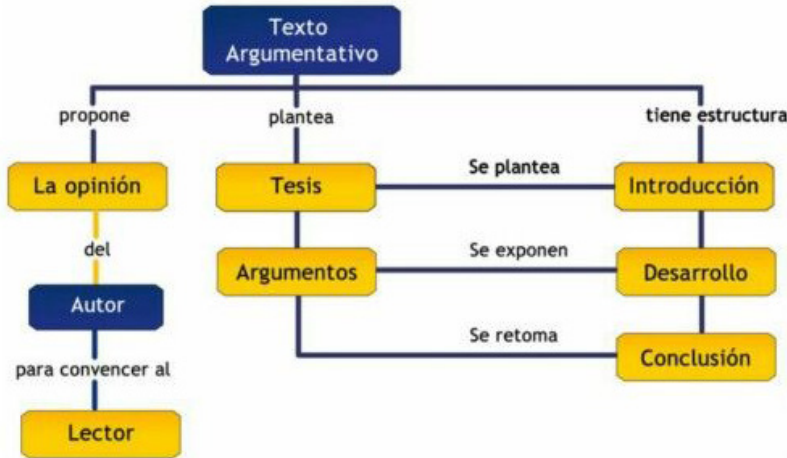 Texto
Argumentativo
propone
plantea
tiene estructura
La opinión
Tesis
Se plantea
Introducción
del
Argumentos
Se exponen
Desarrollo
Autor
Se retoma
Conclusión
para convencer al
Lector